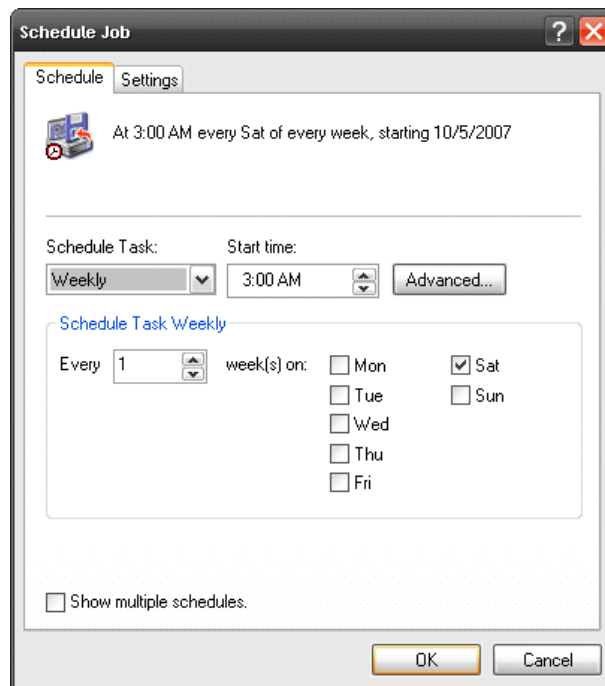 Schedule Job
Schedule Settings
At 3:00 AM every Sat of every week, starting 10/5/2007
Schedule Task: Start time:
Weekly 3:00 AM Advanced...
Schedule Task Weekly
Every 1 week(s) on: Mon Sat
Tue Sun
Wed
Thu
Fri
Show multiple schedules.
OK Cancel